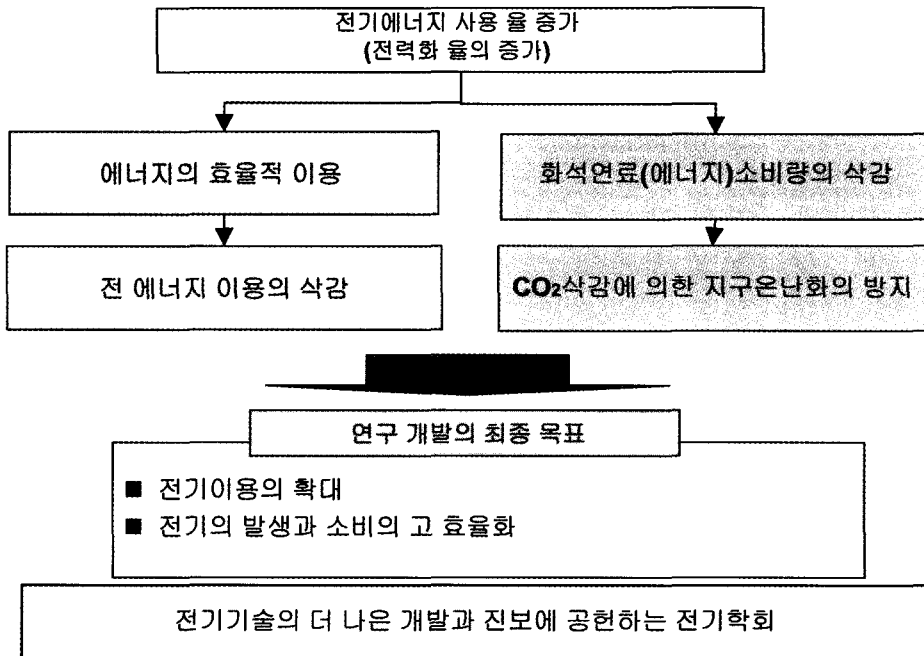 전기에너지 사용 율 증가
(전력화 율의 증가)
에너지의 효율적 이용
화석연료(에너지)소비량의 삭감
전 에너지 이용의 삭감
CO₂삭감에 의한 지구온난화의 방지
연구 개발의 최종 목표
■ 전기이용의 확대
■ 전기의 발생과 소비의 고 효율화
전기기술의 더 나은 개발과 진보에 공헌하는 전기학회